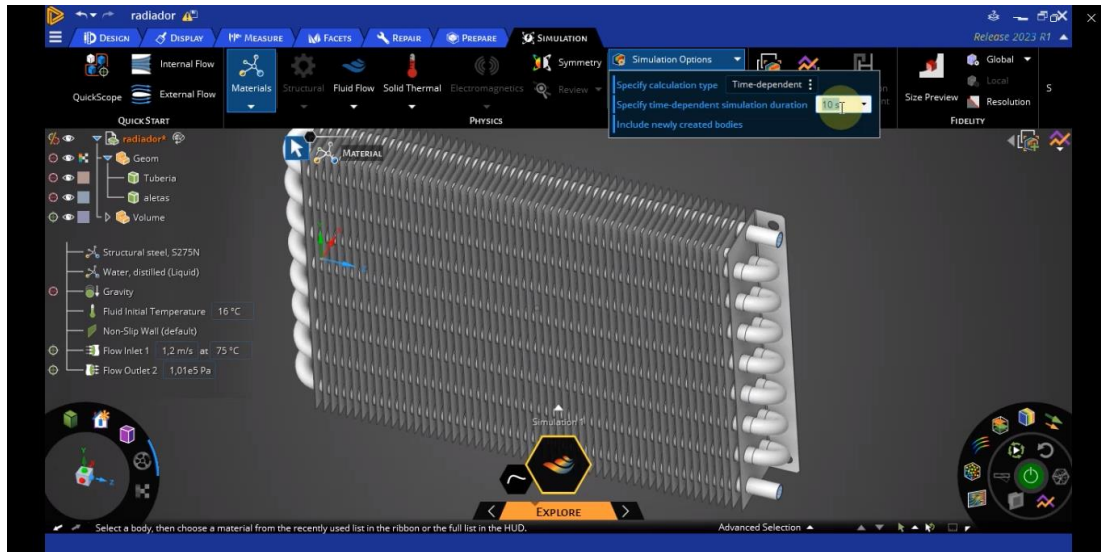 radiador
DESIGN DISPLAY MEASURE FACETS REPAIR PREPARE SIMULATION
Release 2023 R1
Internal Flow
External Flow
QuickScope
QUICK START
Materials Structural Fluid Flow Solid Thermal Electromagnetics
Symmetry
Review
PHYSICS
Simulation Options
Specify calculation type Time-dependent
Specify time-dependent simulation duration 10 s
Include newly created bodies
Size Preview
Global
Local
Resolution
S
FIDELITY
radiador*
Geom
Tuberia
aletas
Volume
MATERIAL
Structural steel, S275N
Water, distilled (Liquid)
Gravity
Fluid Initial Temperature 16 °C
Non-Slip Wall (default)
Flow Inlet 1 1,2 m/s at 75 °C
Flow Outlet 2 1,01e5 Pa
Simulation 1
EXPLORE
Select a body, then choose a material from the recently used list in the ribbon or the full list in the HUD.
Advanced Selection